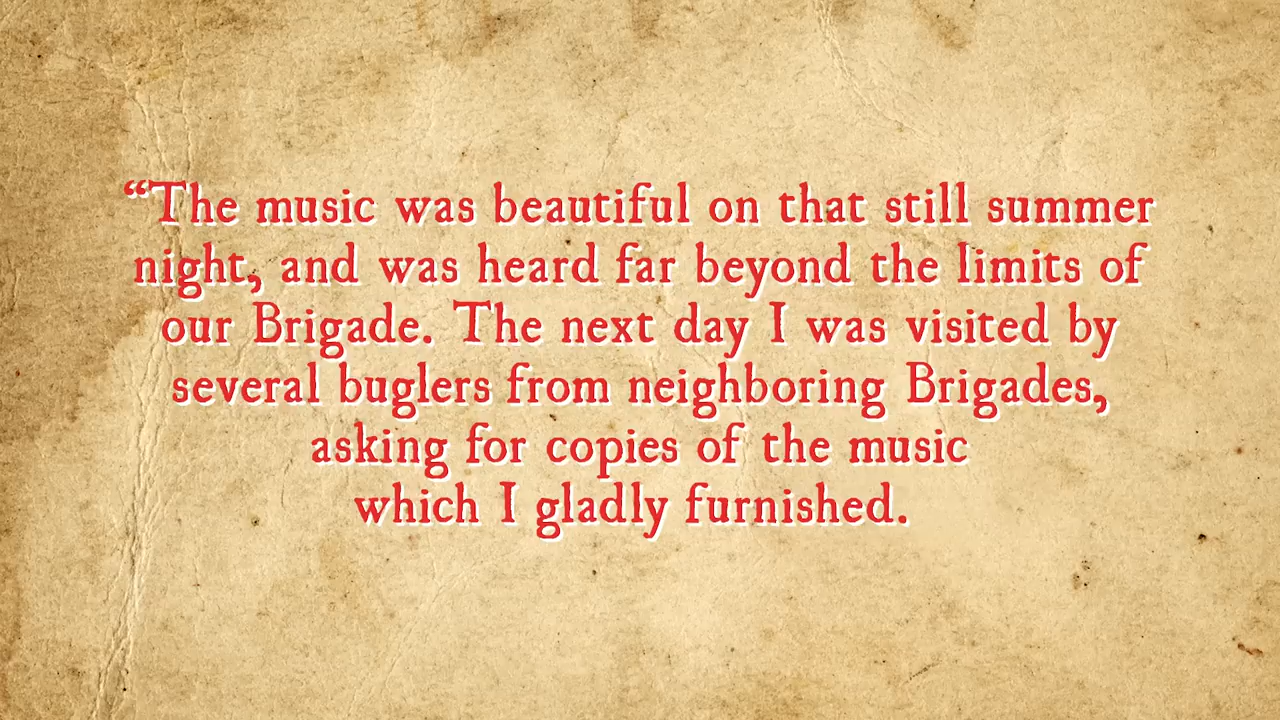 “The music was beautiful on that still summer
night, and was heard far beyond the limits of
our Brigade. The next day I was visited by
several buglers from neighboring Brigades,
asking for copies of the music
which I gladly furnished.